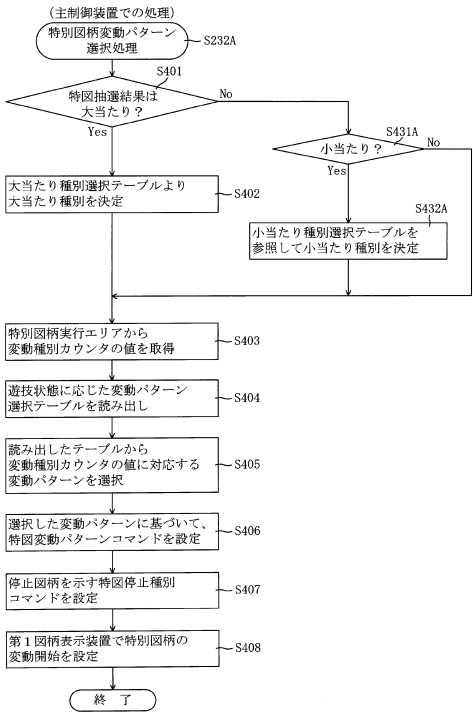 (主制御装置での処理)
特別図柄変動パターン
選択処理
S232A
S401
特図抽選結果は
大当たり？
No
Yes
S431A
小当たり？
No
Yes
大当たり種別選択テーブルより
大当たり種別を決定
S402
S432A
小当たり種別選択テーブルを
参照して小当たり種別を決定
特別図柄実行エリアから
変動種別カウンタの値を取得
S403
遊技状態に応じた変動パターン
選択テーブルを読み出し
S404
読み出したテーブルから
変動種別カウンタの値に対応する
変動パターンを選択
S405
選択した変動パターンに基づいて、
特図変動パターンコマンドを設定
S406
停止図柄を示す特図停止種別
コマンドを設定
S407
第１図柄表示装置で特別図柄の
変動開始を設定
S408
終 了